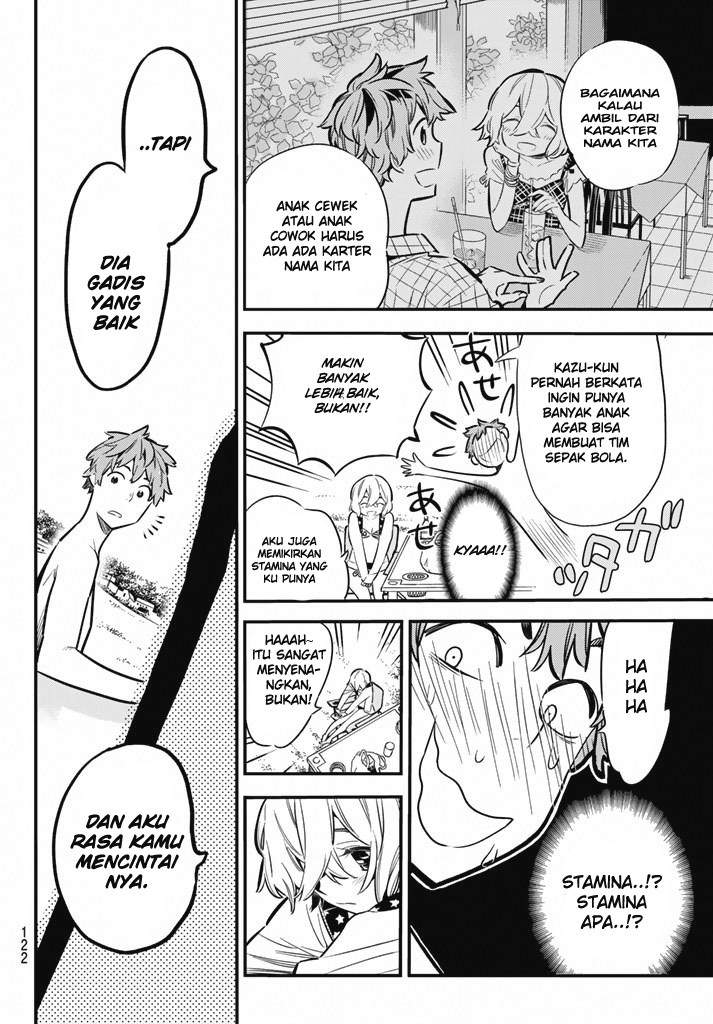 BAGAIMANA
KALAU
AMBIL DARI
KARAKTER
NAMA KITA
ANAK CEWEK
ATAU ANAK
COWOK HARUS
ADA ADA KARTER
NAMA KITA
KAZU-KUN
PERNAH BERKATA
INGIN PUNYA
BANYAK ANAK
AGAR BISA
MEMBUAT TIM
SEPAK BOLA.
あせ
MAKIN
BANYAK
LEBIH BAIK,
BUKAN!!
ヅタガ
KYAAA!!
あせ
AKU JUGA
MEMIKIRKAN
STAMINA YANG
KU PUNYA
HA
HA
HA
STAMINA..!?
STAMINA
APA..!?
HAAAH~
ITU SANGAT
MENYENA-
NGKAN,
BUKAN!
..TAPI
DIA
GADIS
YANG
BAIK
DAN AKU
RASA KAMU
MENCINTAI
NYA.
122